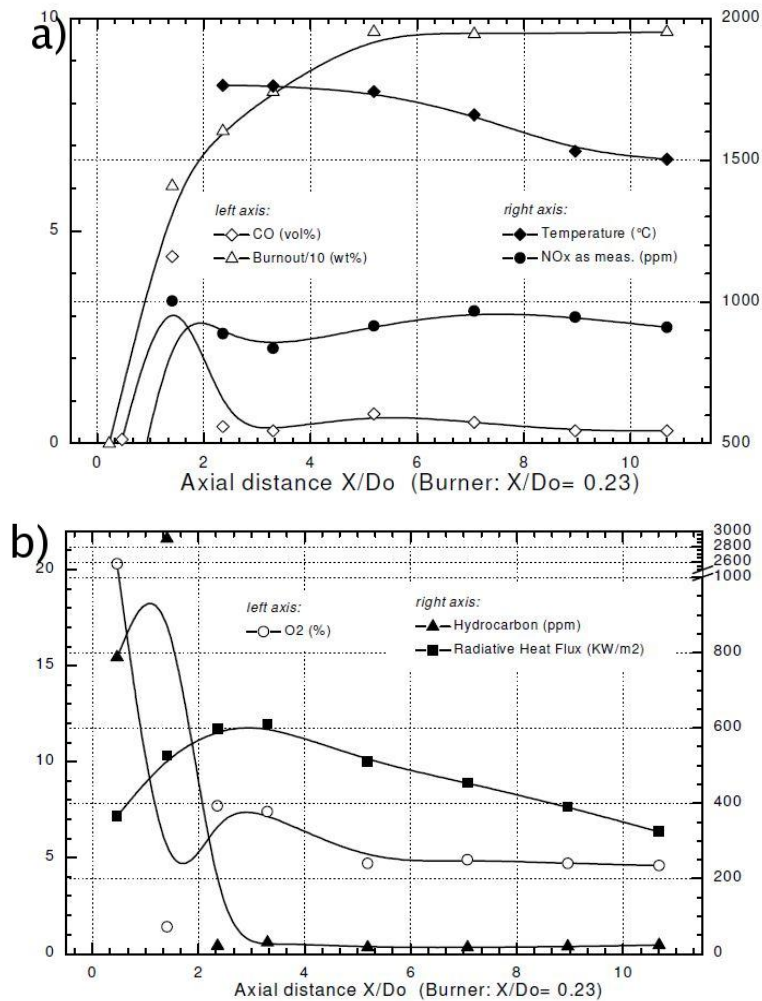 a)
10
5
0
2000
1500
1000
500
left axis:
CO (vol%)
Burnout/10 (wt%)
right axis:
Temperature (°C)
NOx as meas. (ppm)
0 2 4 6 8 10
Axial distance X/Do (Burner: X/Do= 0.23)
b)
20
15
10
5
0
3000
2800
2600
1000
800
600
400
200
0
left axis:
O2 (%)
right axis:
Hydrocarbon (ppm)
Radiative Heat Flux (KW/m2)
0 2 4 6 8 10
Axial distance X/Do (Burner: X/Do= 0.23)